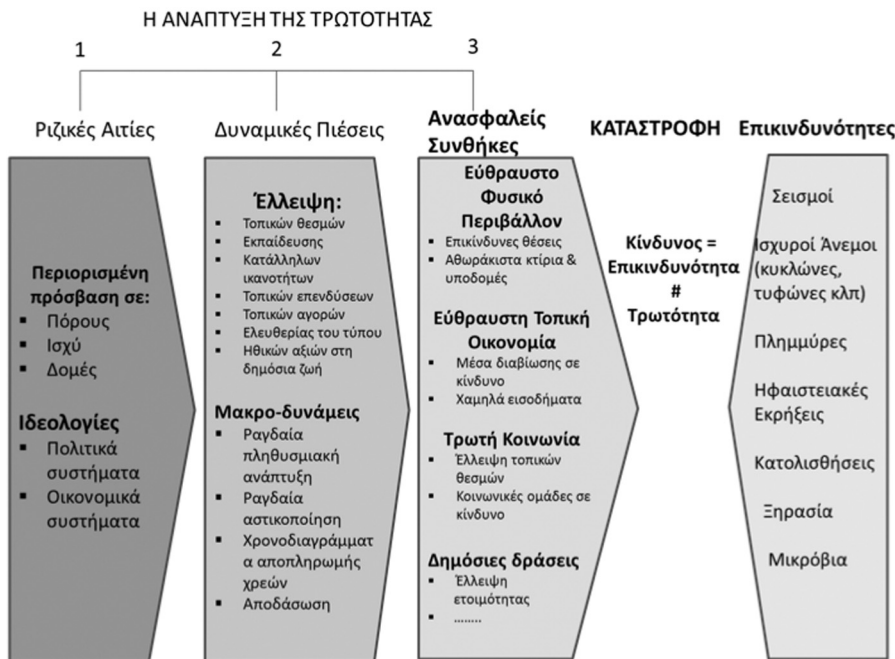 Η ΑΝΑΠΤΥΞΗ ΤΗΣ ΤΡΩΤΟΤΗΤΑΣ
1
2
3
Ριζικές Αιτίες
Περιορισμένη
πρόσβαση σε:
▪ Πόρους
▪ Ισχύ
▪ Δομές
Ιδεολογίες
▪ Πολιτικά
συστήματα
▪ Οικονομικά
συστήματα
Δυναμικές Πιέσεις
Έλλειψη:
▪ Τοπικών θεσμών
▪ Εκπαίδευσης
▪ Κατάλληλων
ικανοτήτων
▪ Τοπικών επενδύσεων
▪ Τοπικών αγορών
▪ Ελευθερίας του τύπου
▪ Ηθικών αξιών στη
δημόσια ζωή
Μακρο-δυνάμεις
▪ Ραγδαία
πληθυσμιακή
ανάπτυξη
▪ Ραγδαία
αστικοποίηση
▪ Χρονοδιαγράμματ
α αποπληρωμής
χρεών
▪ Αποδάσωση
Ανασφαλείς
Συνθήκες
Εύθραυστο
Φυσικό
Περιβάλλον
▪ Επικίνδυνες θέσεις
▪ Αθωράκιστα κτίρια &
υποδομές
Εύθραυστη Τοπική
Οικονομία
▪ Μέσα διαβίωσης σε
κίνδυνο
▪ Χαμηλά εισοδήματα
Τρωτή Κοινωνία
▪ Έλλειψη τοπικών
θεσμών
▪ Κοινωνικές ομάδες σε
κίνδυνο
Δημόσιες δράσεις
▪ Έλλειψη
ετοιμότητας
▪ ........
ΚΑΤΑΣΤΡΟΦΗ
Κίνδυνος =
Επικινδυνότητα
#
Τρωτότητα
Επικινδυνότητες
Σεισμοί
Ισχυροί Άνεμοι
(κυκλώνες,
τυφώνες κλπ)
Πλημμύρες
Ηφαιστειακές
Εκρήξεις
Κατολισθήσεις
Ξηρασία
Μικρόβια